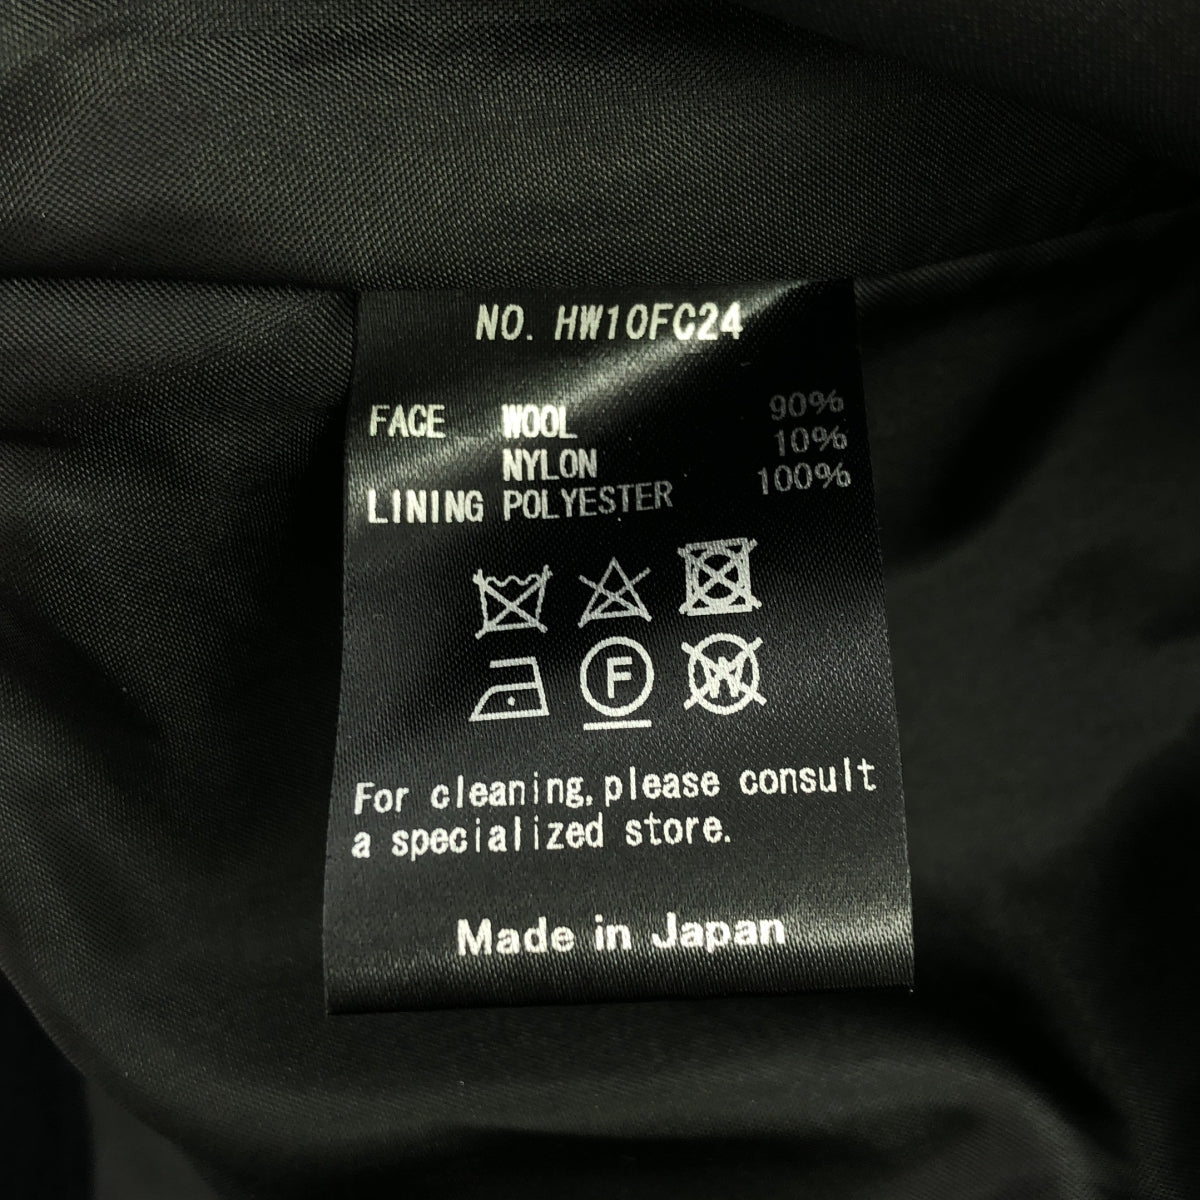 NO. HW10FC24
FACE WOOL 90%
NYLON 10%
LINING POLYESTER 100%
F W
For cleaning, please consult
a specialized store.
Made in Japan